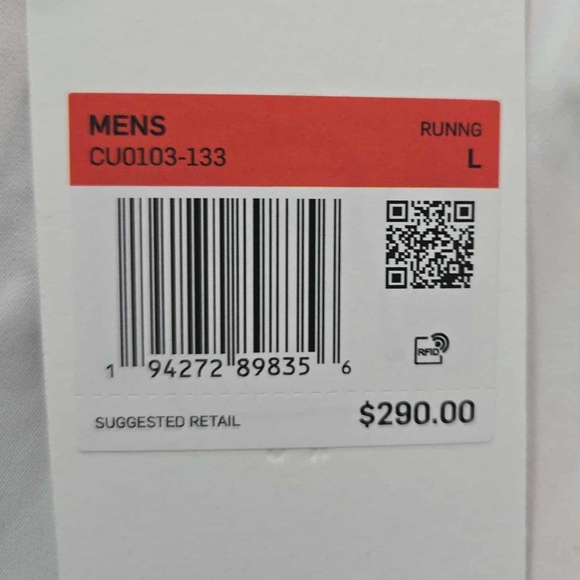 MENS
RUNNG
CU0103-133
L
1 94272 89835 6
RFID
SUGGESTED RETAIL
$290.00